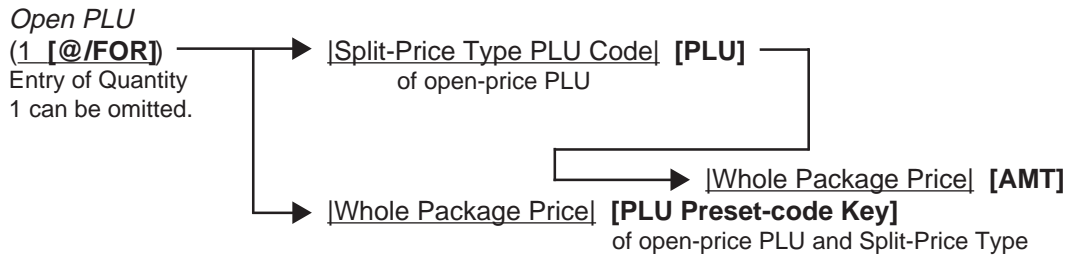 Open PLU
(1 [@/FOR])
|Split-Price Type PLU Code| [PLU]
Entry of Quantity
of open-price PLU
1 can be omitted.
|Whole Package Price| [AMT]
|Whole Package Price| [PLU Preset-code Key]
of open-price PLU and Split-Price Type